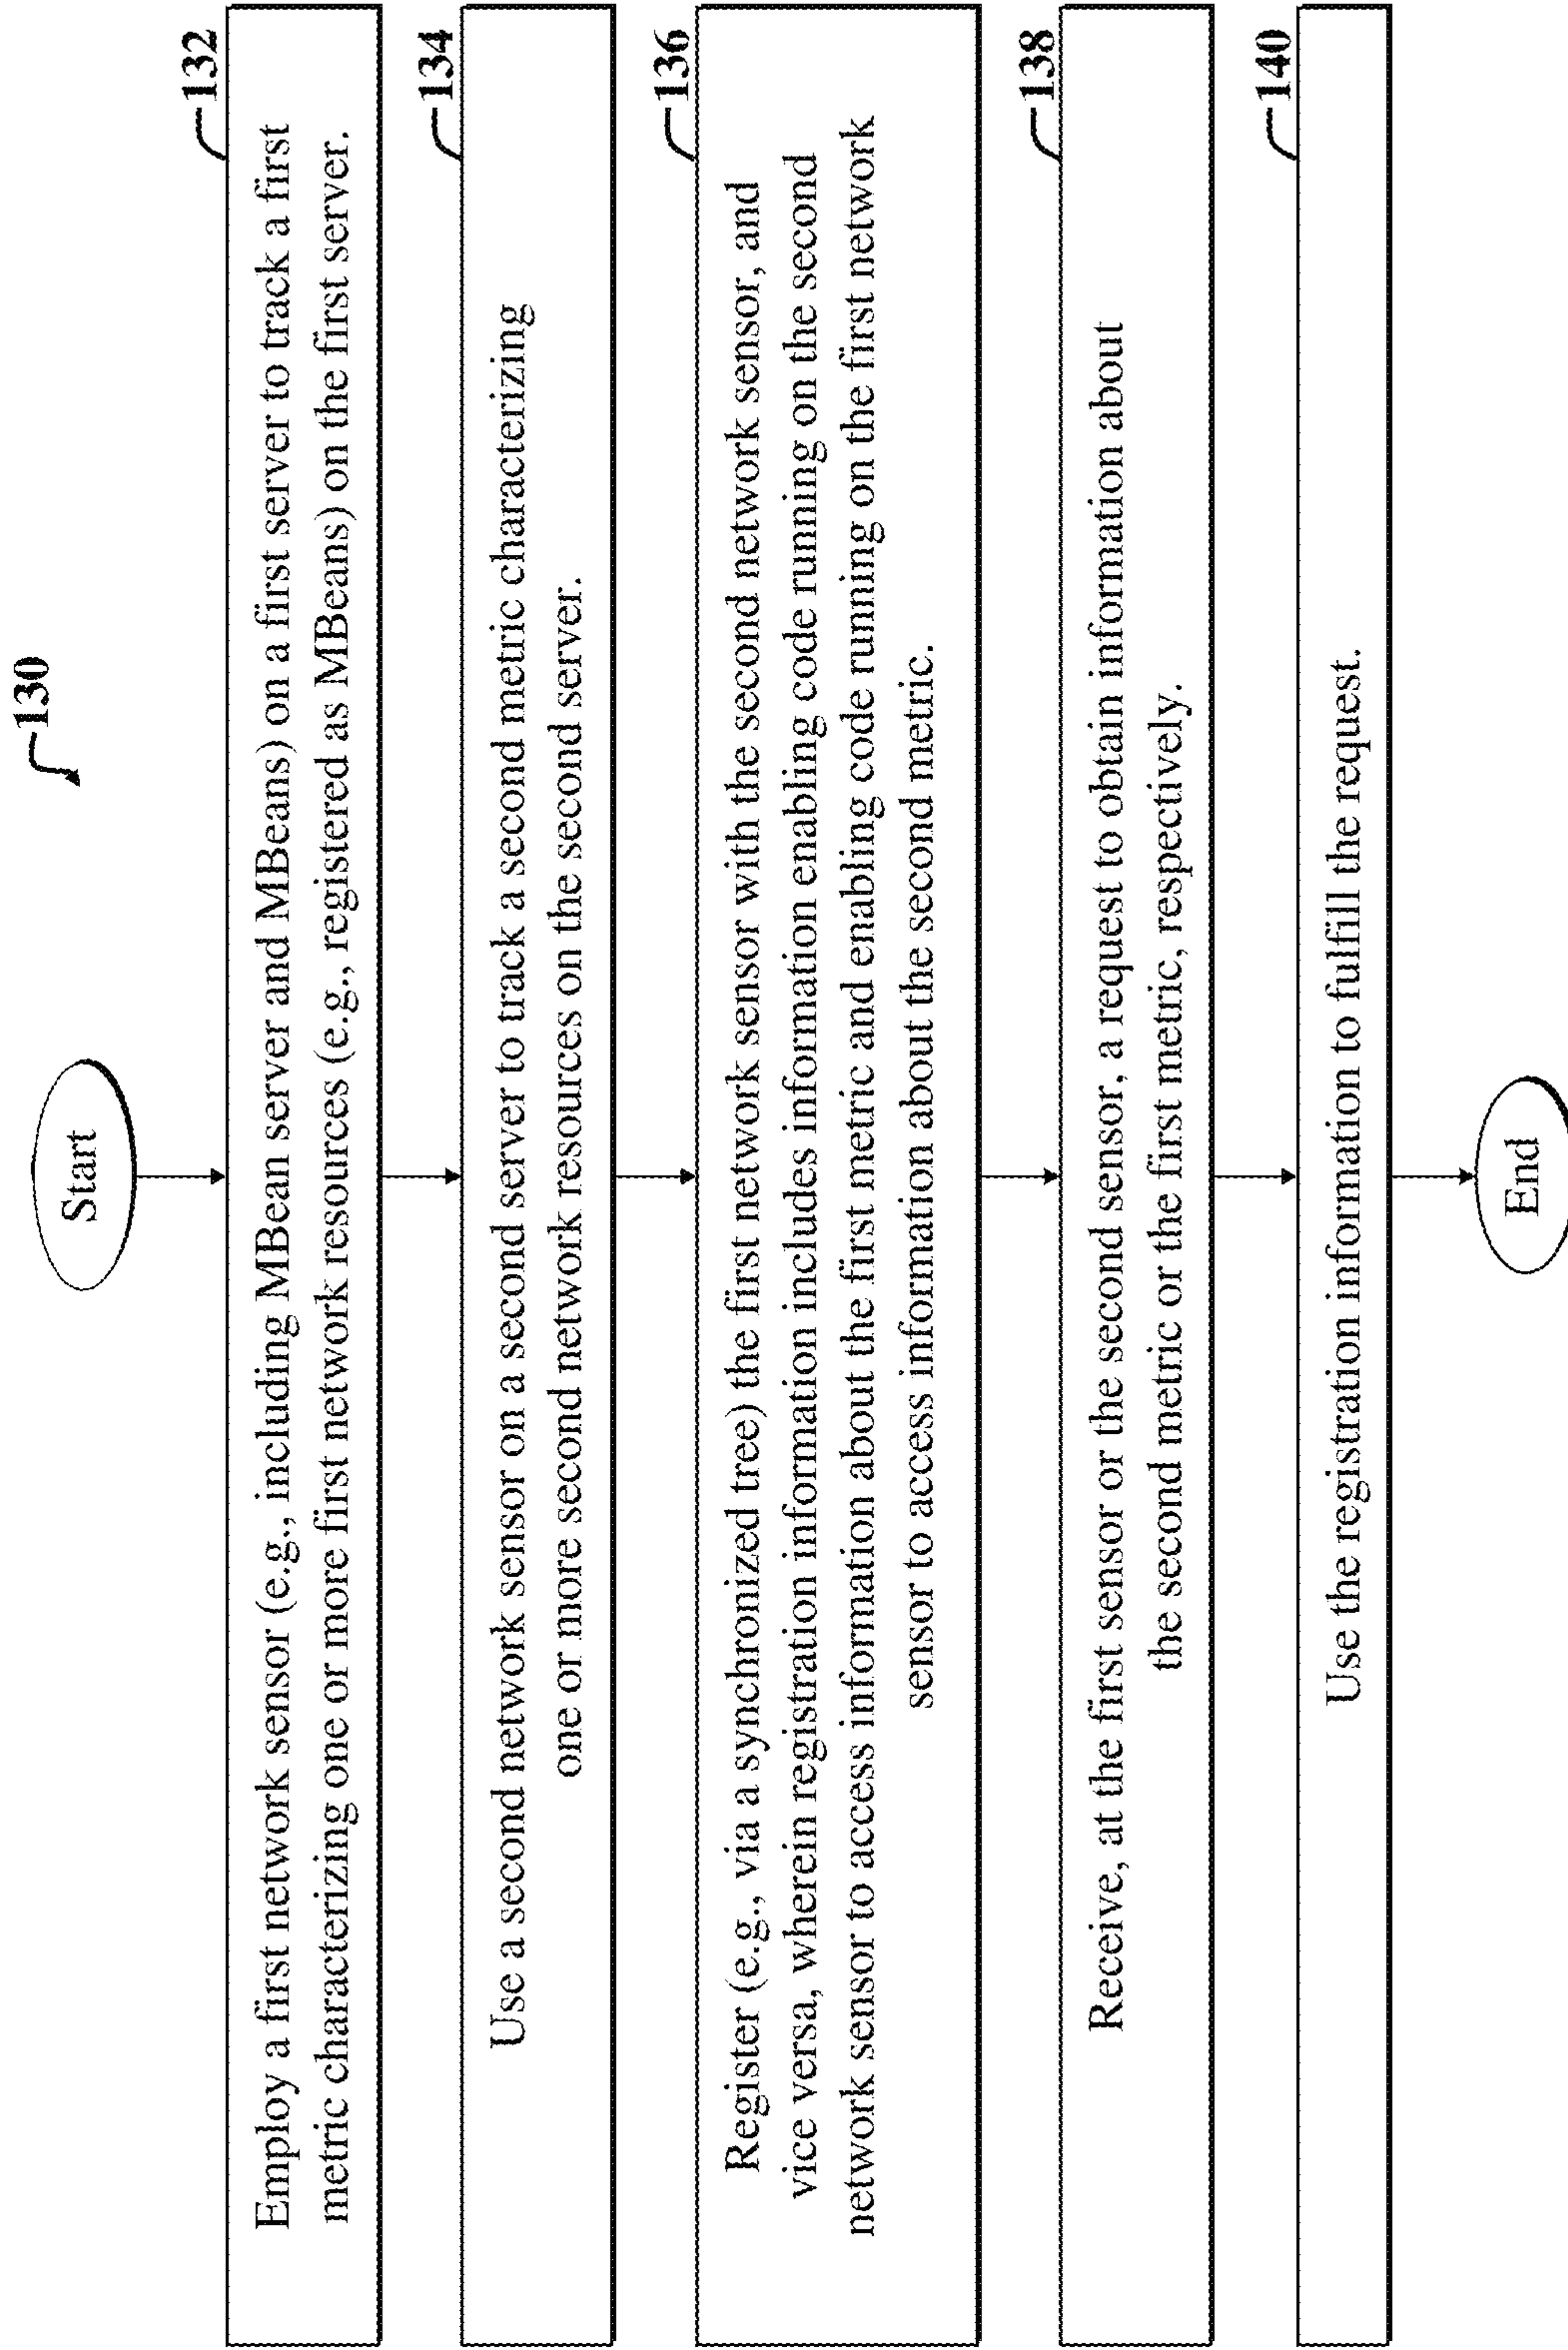 130
Start
132
Employ a first network sensor (e.g., including MBean server and MBeans) on a first server to track a first
metric characterizing one or more first network resources (e.g., registered as MBeans) on the first server.
134
Use a second network sensor on a second server to track a second metric characterizing
one or more second network resources on the second server.
136
Register (e.g., via a synchronized tree) the first network sensor with the second network sensor, and
vice versa, wherein registration information includes information enabling code running on the second
network sensor to access information about the first metric and enabling code running on the first network
sensor to access information about the second metric.
138
Receive, at the first sensor or the second sensor, a request to obtain information about
the second metric or the first metric, respectively.
140
Use the registration information to fulfill the request.
End